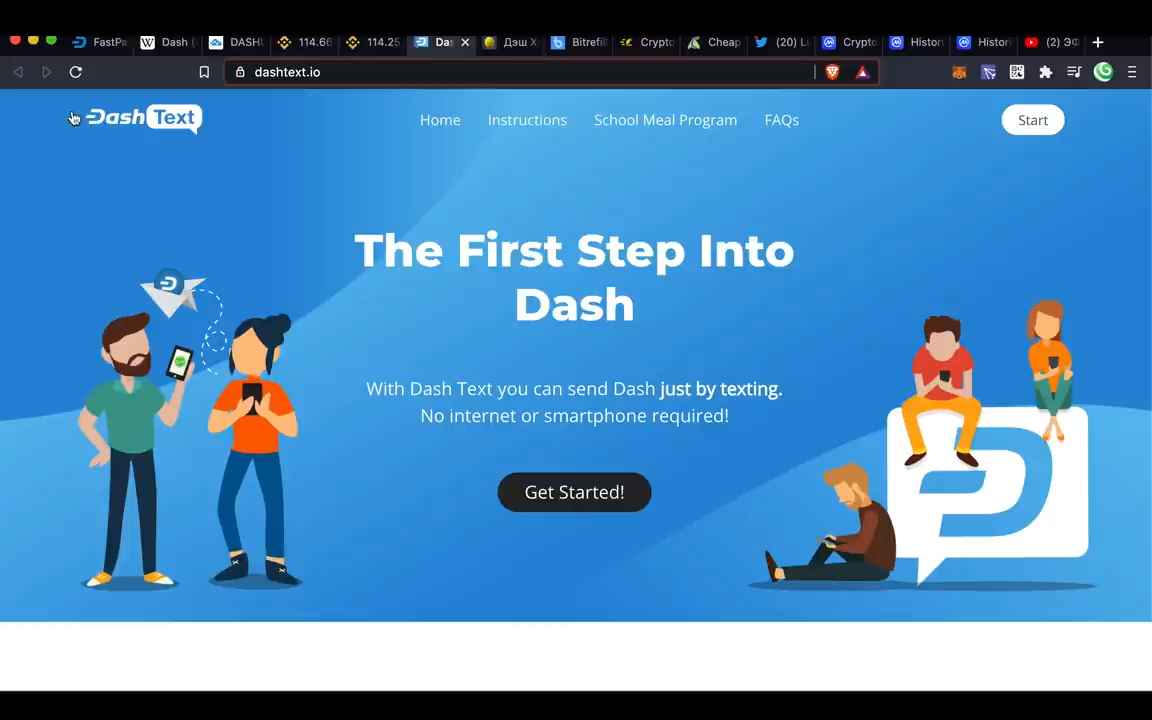 FastPa
Dash (
DASHU
114.66
114.25
Das
Дэш X
Bitrefil
Crypto
Cheap
(20) Lu
Crypto
Histori
Histori
(2) ЭФ
dashtext.io
Dash Text
Home
Instructions
School Meal Program
FAQs
Start
The First Step Into
Dash
With Dash Text you can send Dash just by texting.
No internet or smartphone required!
Get Started!